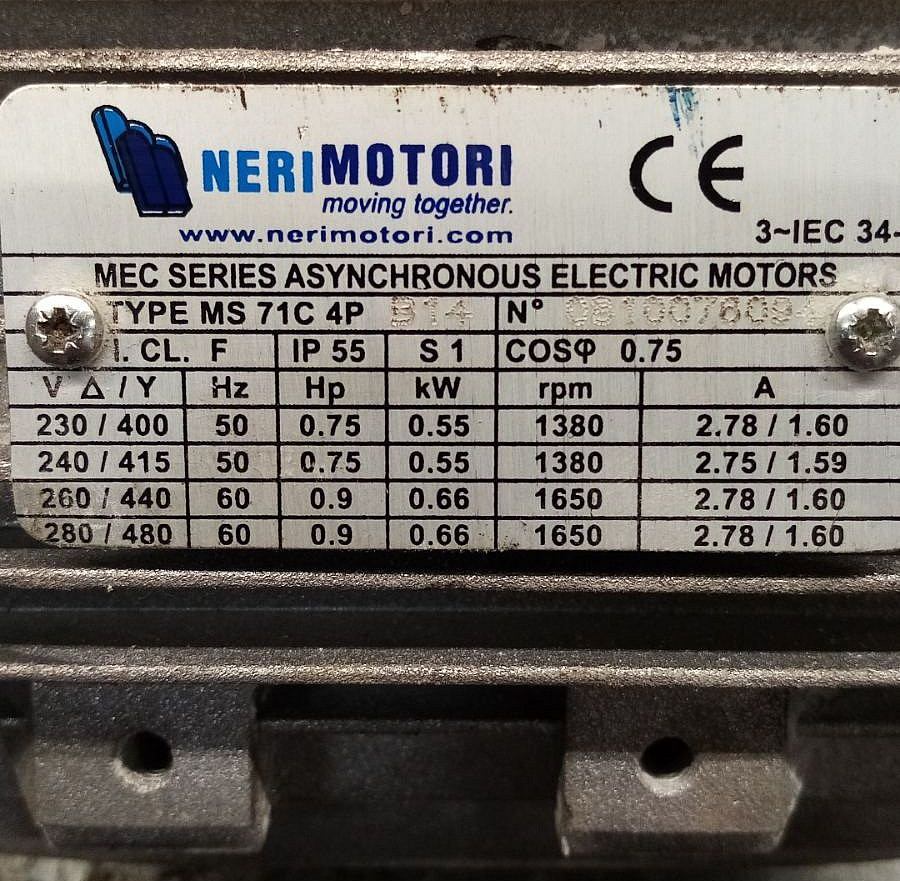 NERIMOTORI
moving together.
CE
www.nerimotori.com
3~IEC 34-
MEC SERIES ASYNCHRONOUS ELECTRIC MOTORS
TYPE MS 71C 4P B14 N°
I. CL. F IP 55 S 1 COSφ 0.75
V Δ / Y Hz Hp kW rpm A
230 / 400 50 0.75 0.55 1380 2.78 / 1.60
240 / 415 50 0.75 0.55 1380 2.75 / 1.59
260 / 440 60 0.9 0.66 1650 2.78 / 1.60
280 / 480 60 0.9 0.66 1650 2.78 / 1.60